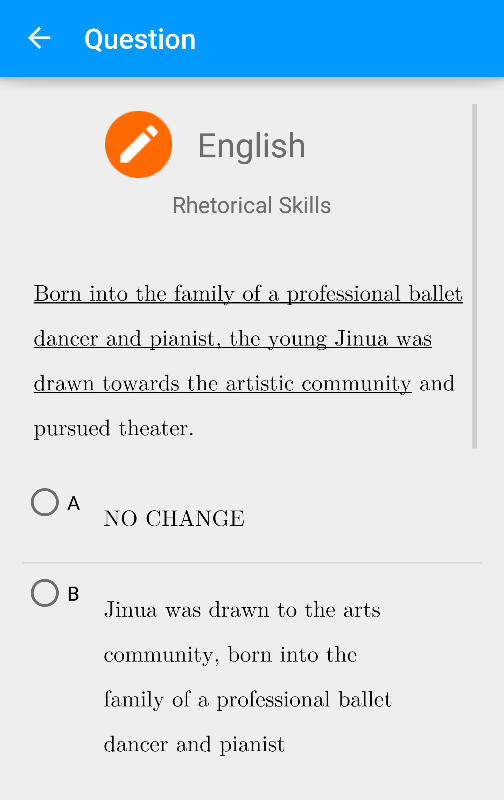 Question
English
Rhetorical Skills
Born into the family of a professional ballet
dancer and pianist, the young Jinua was
drawn towards the artistic community and
pursued theater.
A
NO CHANGE
B
Jinua was drawn to the arts
community, born into the
family of a professional ballet
dancer and pianist